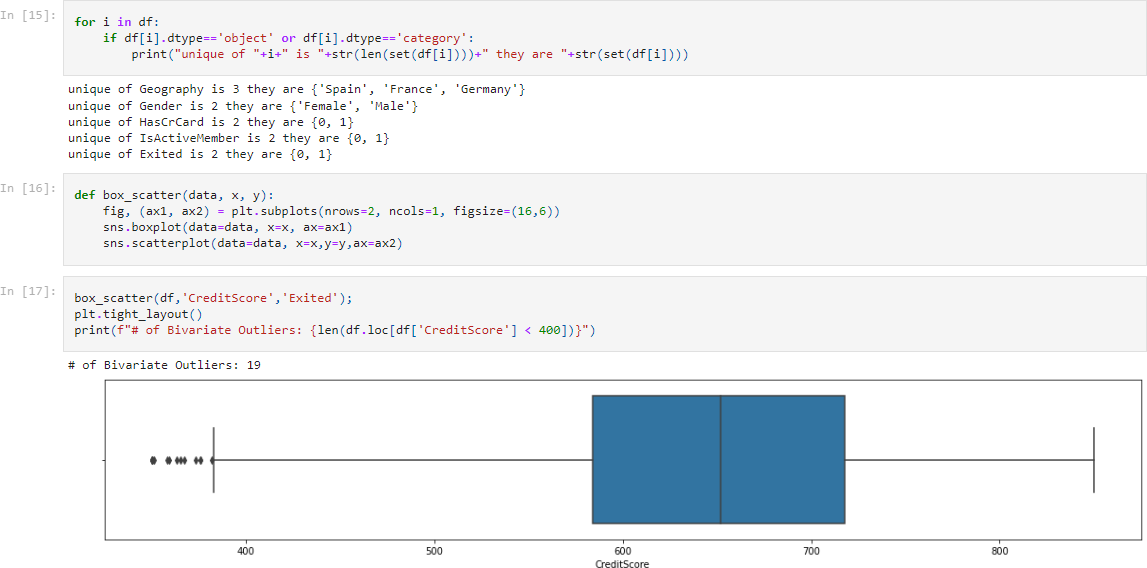 In [15]:
for i in df:
    if df[i].dtype=='object' or df[i].dtype=='category':
        print("unique of "+i+" is "+str(len(set(df[i])))+" they are "+str(set(df[i])))
unique of Geography is 3 they are {'Spain', 'France', 'Germany'}
unique of Gender is 2 they are {'Female', 'Male'}
unique of HasCrCard is 2 they are {0, 1}
unique of IsActiveMember is 2 they are {0, 1}
unique of Exited is 2 they are {0, 1}
In [16]:
def box_scatter(data, x, y):
    fig, (ax1, ax2) = plt.subplots(nrows=2, ncols=1, figsize=(16,6))
    sns.boxplot(data=data, x=x, ax=ax1)
    sns.scatterplot(data=data, x=x,y=y,ax=ax2)
In [17]:
box_scatter(df,'CreditScore','Exited');
plt.tight_layout()
print(f"# of Bivariate Outliers: {len(df.loc[df['CreditScore'] < 400])}")
# of Bivariate Outliers: 19
400 500 600 700 800
CreditScore